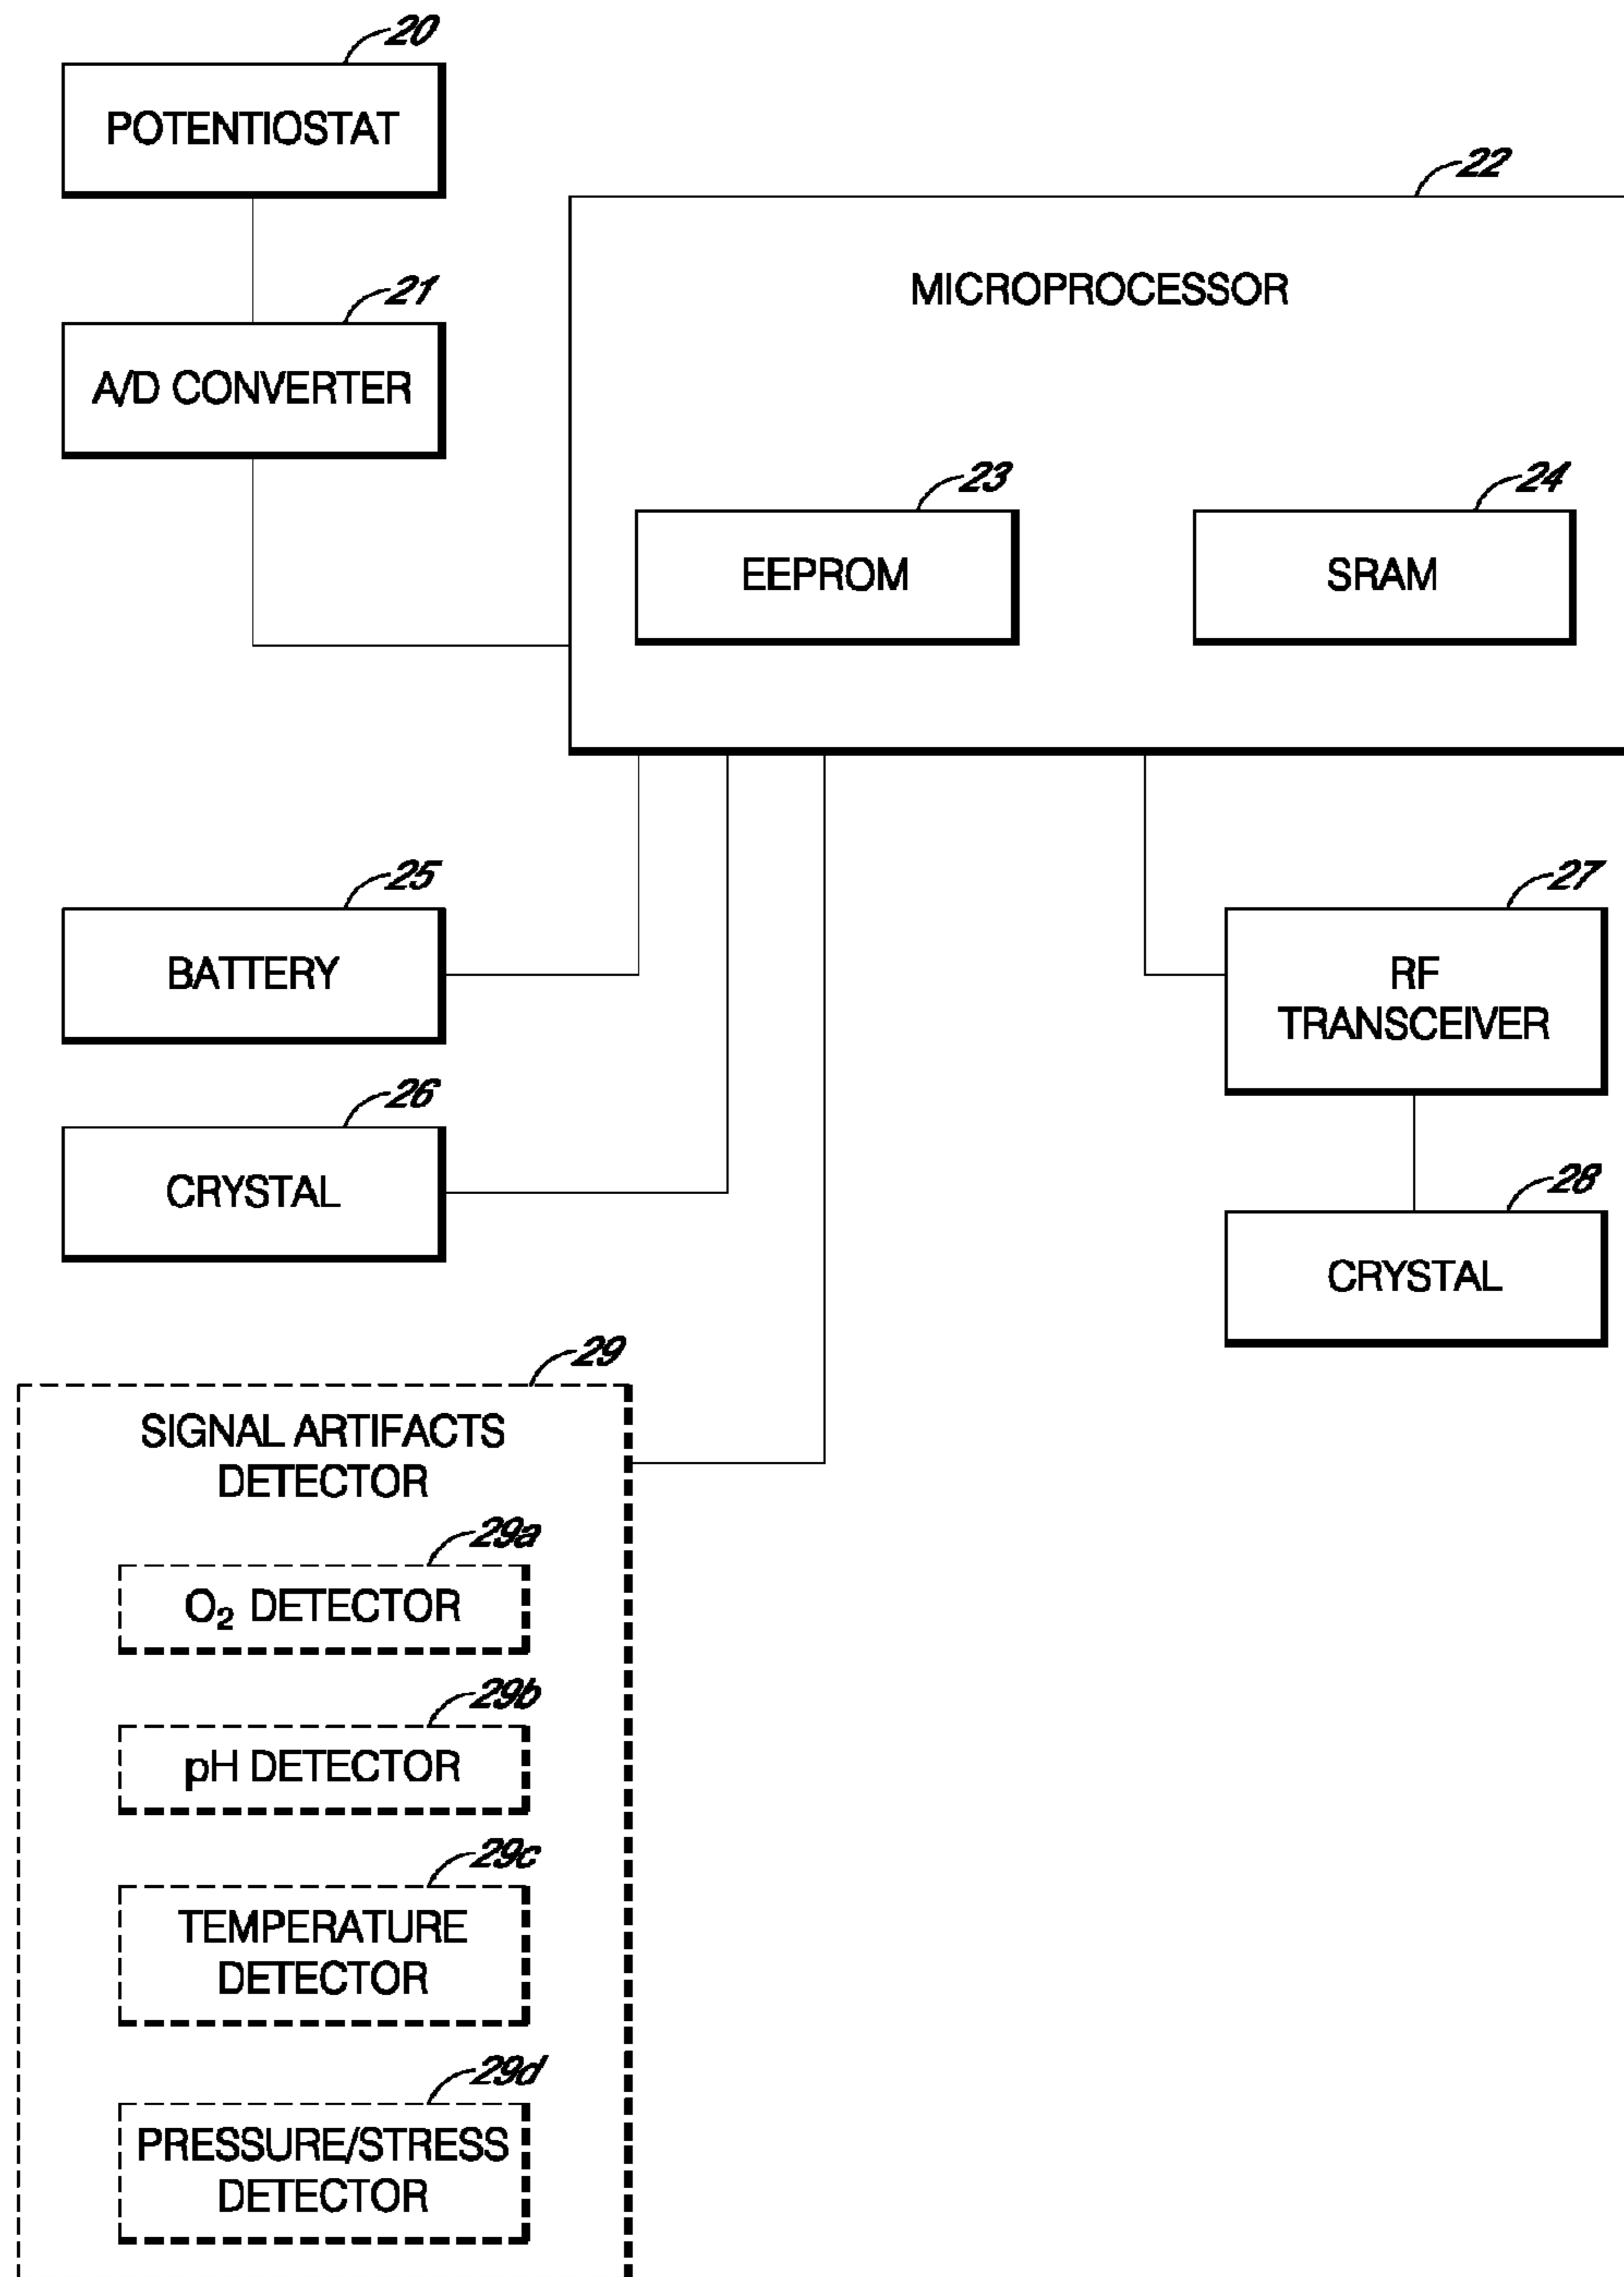 20
POTENTIOSTAT
22
MICROPROCESSOR
21
A/D CONVERTER
23
EEPROM
24
SRAM
25
BATTERY
27
RF
TRANSCEIVER
26
CRYSTAL
28
CRYSTAL
29
SIGNAL ARTIFACTS
DETECTOR
29a
O₂ DETECTOR
29b
pH DETECTOR
29c
TEMPERATURE
DETECTOR
29d
PRESSURE/STRESS
DETECTOR